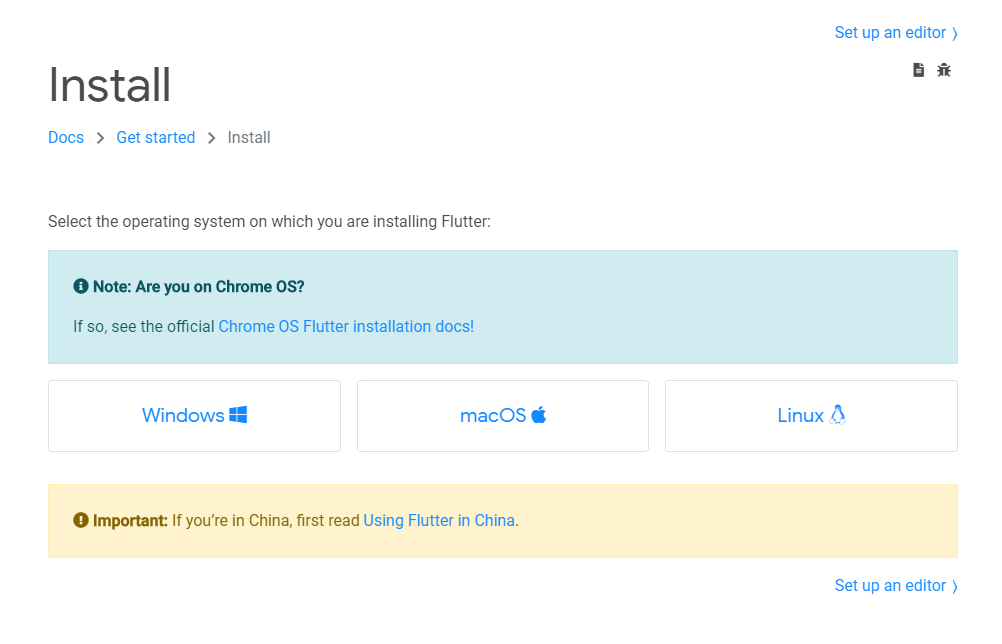 Set up an editor ⟩
Install
Docs > Get started > Install
Select the operating system on which you are installing Flutter:
Note: Are you on Chrome OS?
If so, see the official Chrome OS Flutter installation docs!
Windows
macOS
Linux
Important: If you’re in China, first read Using Flutter in China.
Set up an editor ⟩